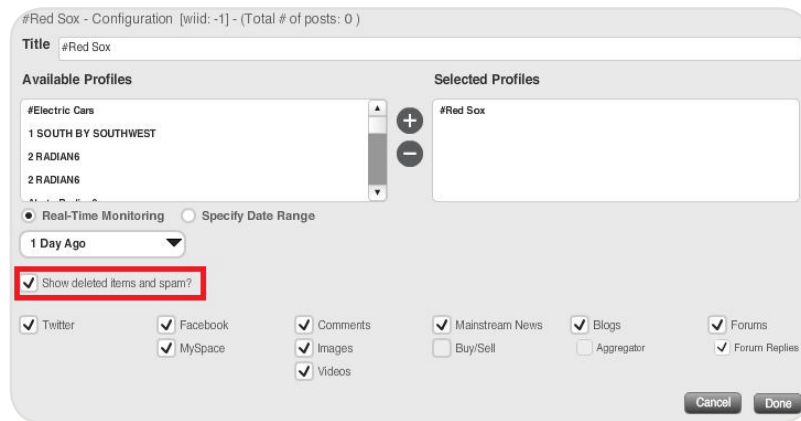 #Red Sox - Configuration [wiid: -1] - (Total # of posts: 0 )
Title #Red Sox
Available Profiles Selected Profiles
#Electric Cars #Red Sox
1 SOUTH BY SOUTHWEST
2 RADIAN6
2 RADIAN6
Real-Time Monitoring Specify Date Range
1 Day Ago
Show deleted items and spam?
Twitter Facebook Comments Mainstream News Blogs Forums
MySpace Images Buy/Sell Aggregator Forum Replies
Videos
Cancel Done